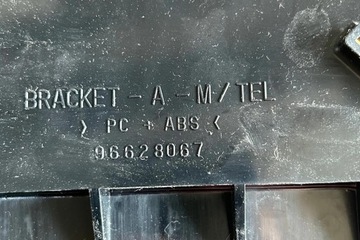 BRACKET - A - M/TEL
> PC + ABS <
96628067